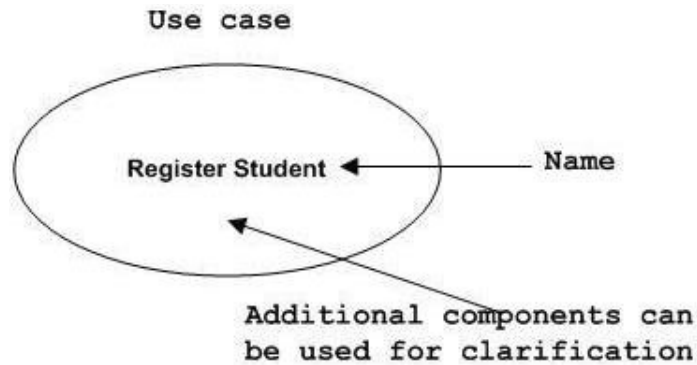 Use case
Register Student
Name
Additional components can
be used for clarification